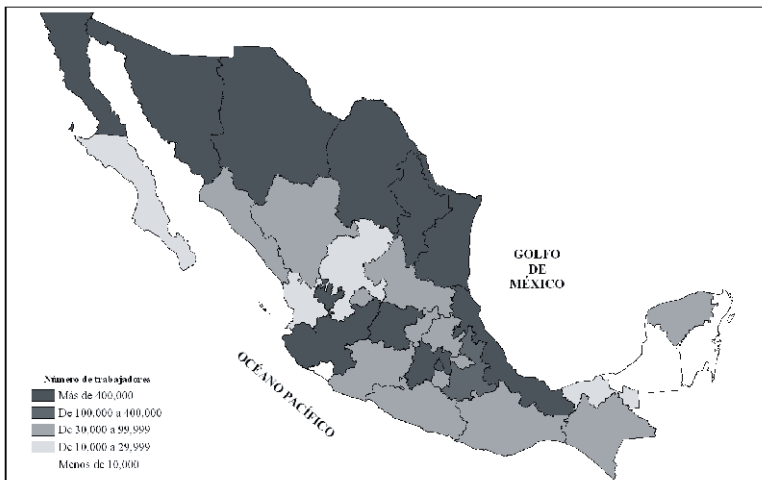 GOLFO
DE
MÉXICO
OCÉANO PACÍFICO
Número de trabajadores
Más de 400,000
De 100,000 a 400,000
De 30,000 a 99,999
De 10,000 a 29,999
Menos de 10,000